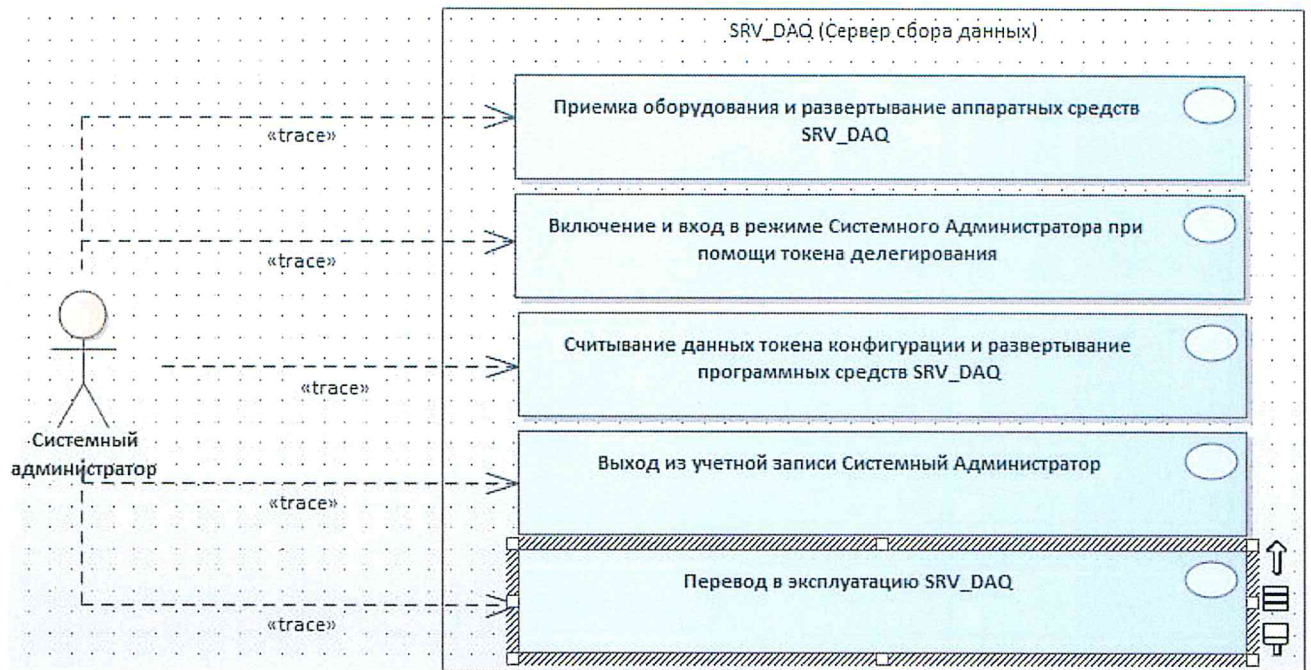 SRV_DAQ (Сервер сбора данных)
Приемка оборудования и развертывание аппаратных средств
SRV_DAQ
«trace»
Включение и вход в режиме Системного Администратора при
помощи токена делегирования
«trace»
Считывание данных токена конфигурации и развертывание
программных средств SRV_DAQ
«trace»
Системный
администратор
Выход из учетной записи Системный Администратор
«trace»
Перевод в эксплуатацию SRV_DAQ
«trace»